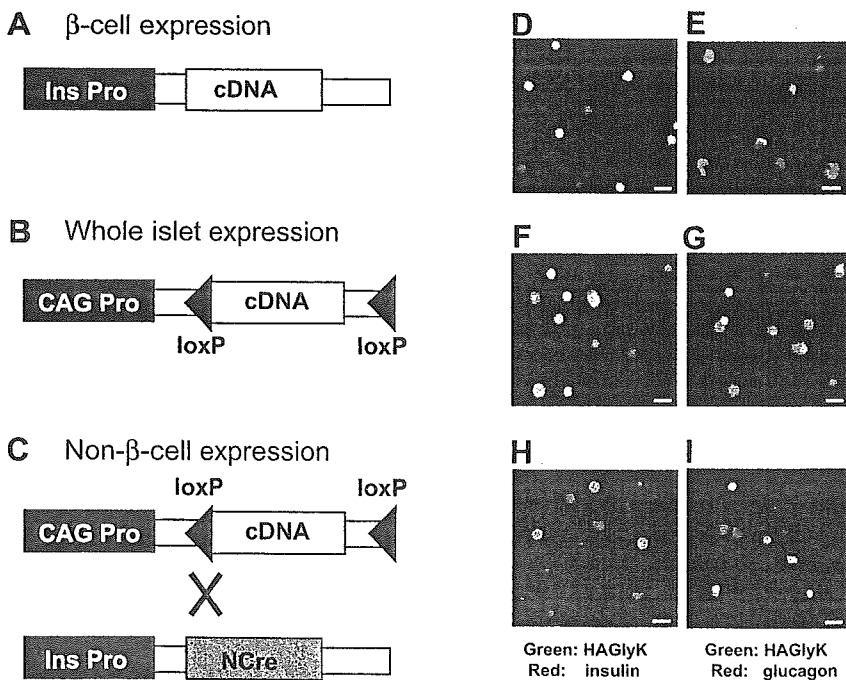 A β-cell expression
Ins Pro cDNA
B Whole islet expression
CAG Pro cDNA
loxP loxP
C Non-β-cell expression
loxP loxP
CAG Pro cDNA
X
Ins Pro NCre
D E
F G
H I
Green: HAGlyK Green: HAGlyK
Red: insulin Red: glucagon